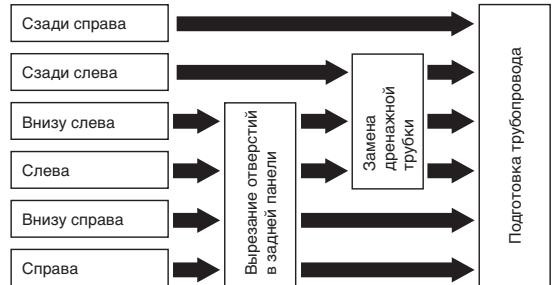 Сзади справа
Сзади слева
Внизу слева
Слева
Внизу справа
Справа
Вырезание отверстий
в задней панели
Замена
дренажной
трубки
Подготовка трубопровода